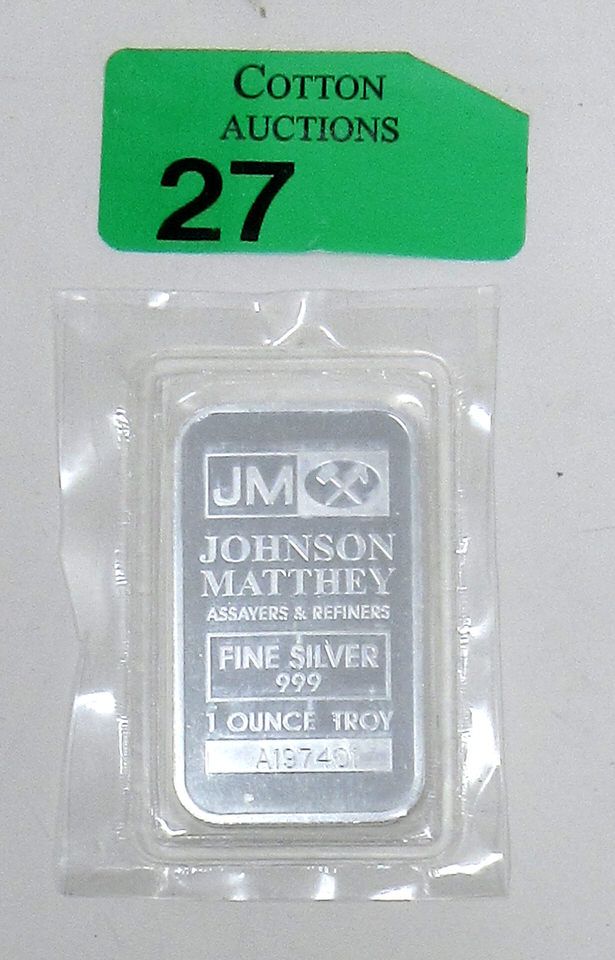 COTTON
AUCTIONS
27
JM
JOHNSON
MATTHEY
ASSAYERS & REFINERS
FINE SILVER
999
1 OUNCE TROY
A197401